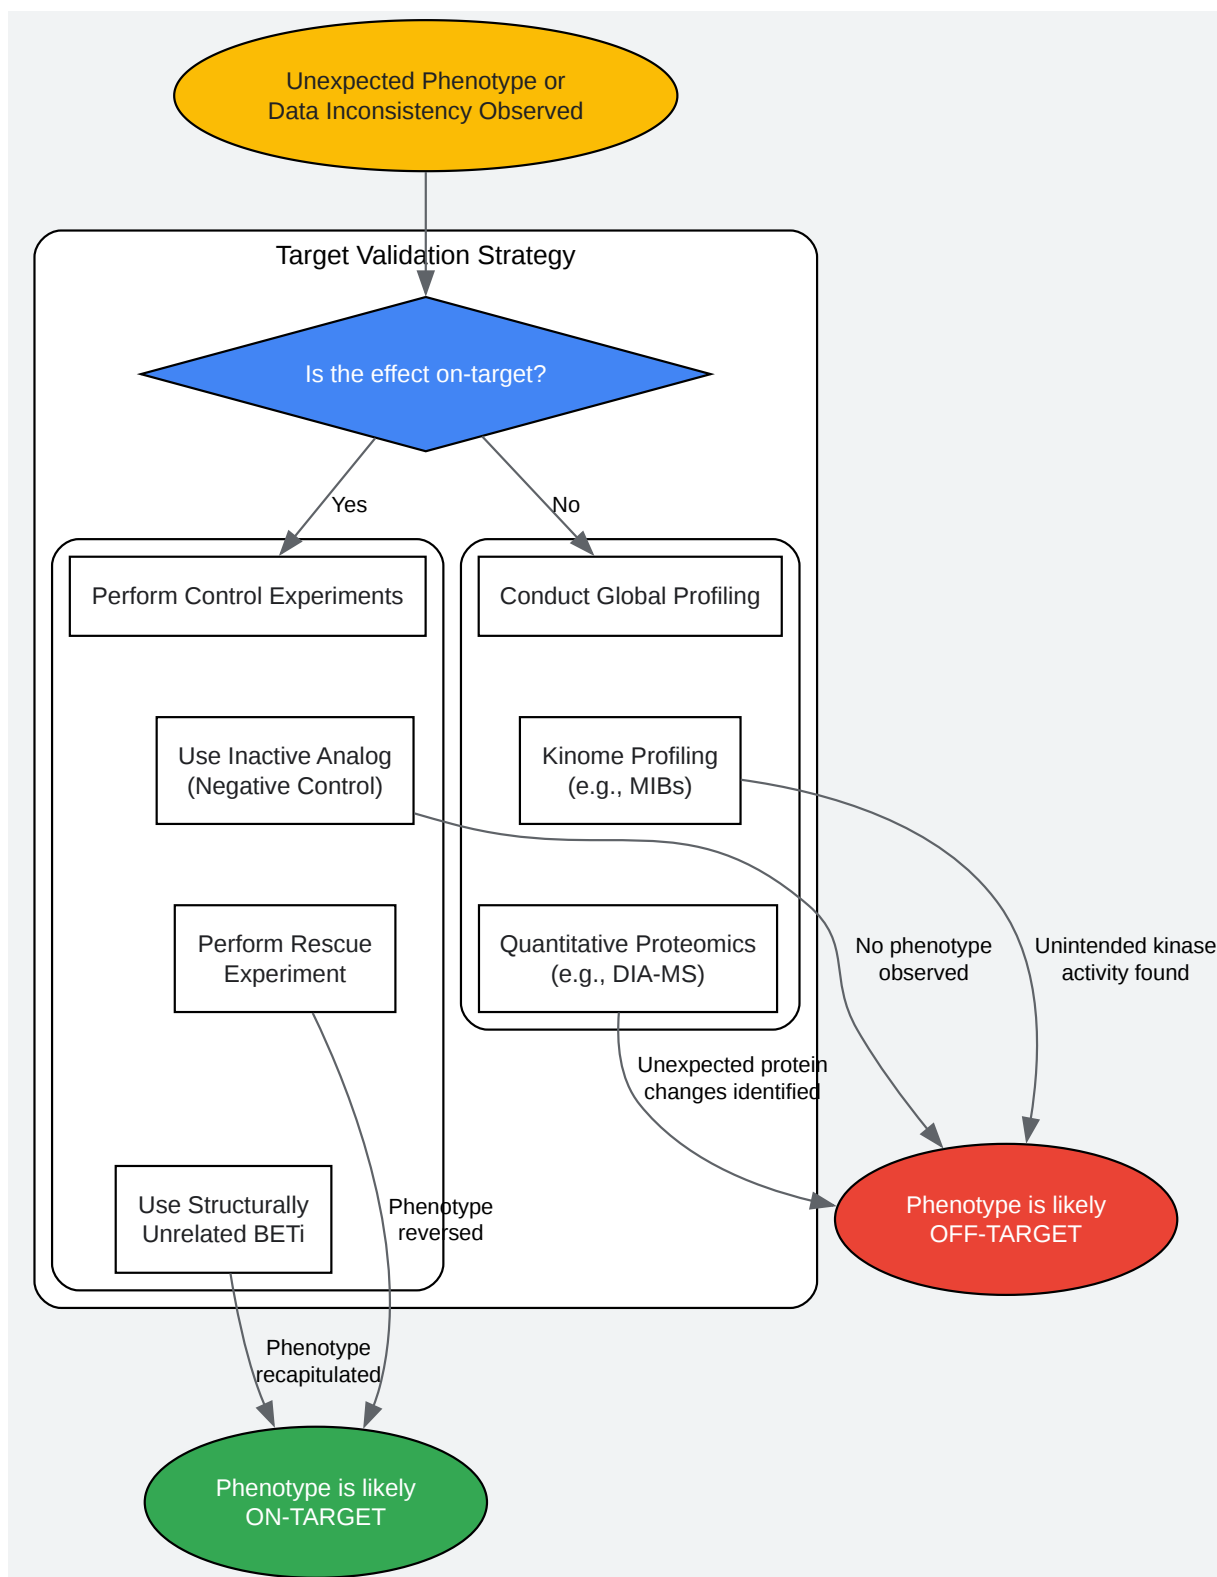 Unexpected Phenotype or
Data Inconsistency Observed
Target Validation Strategy
Is the effect on-target?
Yes
No
Perform Control Experiments
Conduct Global Profiling
Use Inactive Analog
(Negative Control)
Kinome Profiling
(e.g., MIBs)
Perform Rescue
Experiment
Quantitative Proteomics
(e.g., DIA-MS)
No phenotype
observed
Unintended kinase
activity found
Unexpected protein
changes identified
Use Structurally
Unrelated BETi
Phenotype
reversed
Phenotype is likely
OFF-TARGET
Phenotype
recapitulated
Phenotype is likely
ON-TARGET